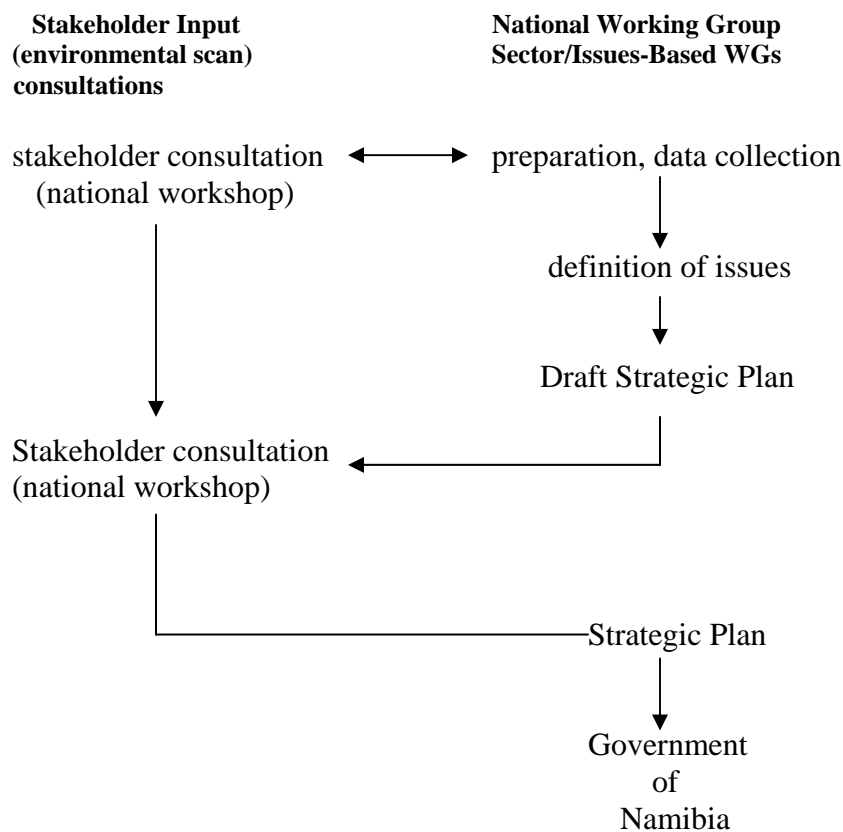 Stakeholder Input
(environmental scan)
consultations
National Working Group
Sector/Issues-Based WGs
stakeholder consultation
(national workshop)
preparation, data collection
definition of issues
Draft Strategic Plan
Stakeholder consultation
(national workshop)
Strategic Plan
Government
of
Namibia